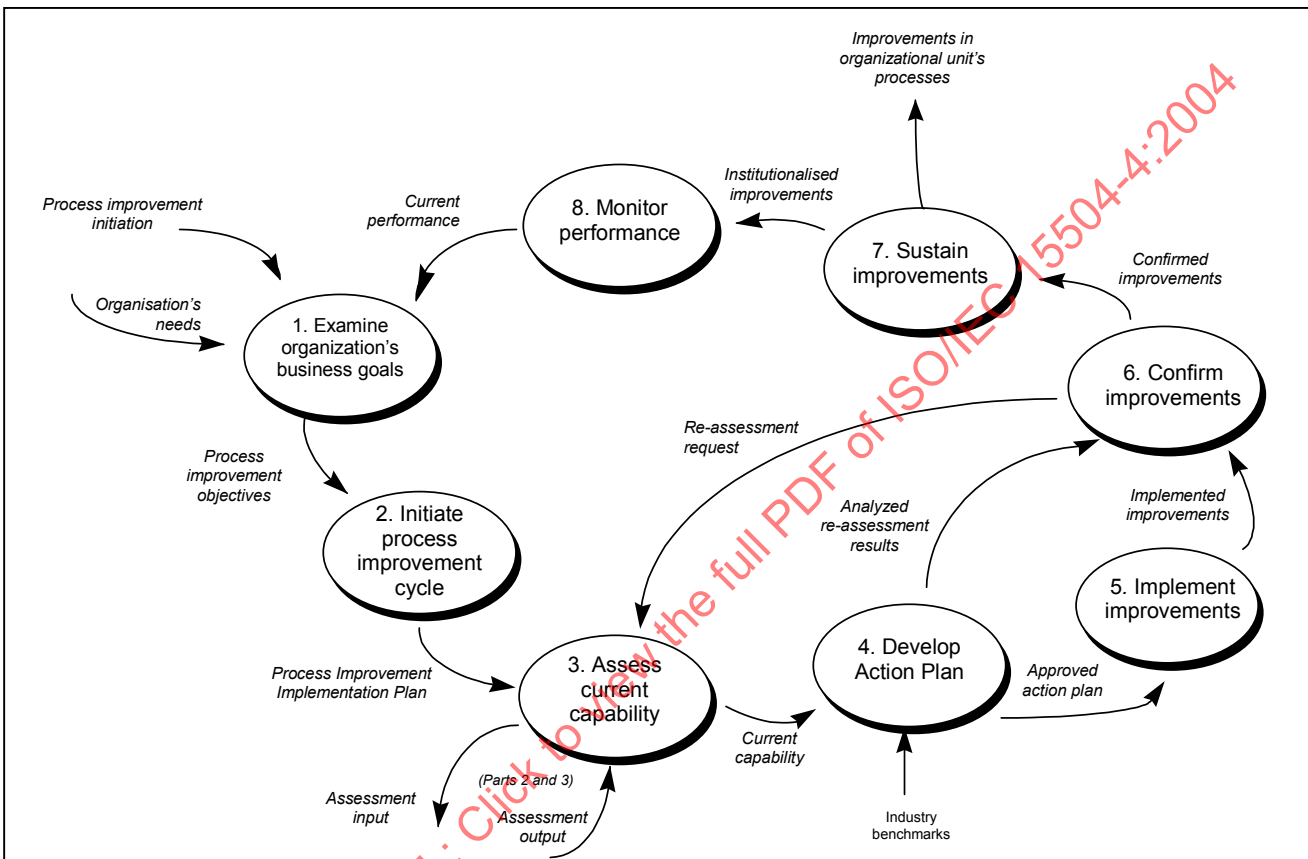 Improvements in
organizational unit's
processes
Process improvement
initiation
Current
performance
8. Monitor
performance
Institutionalised
improvements
7. Sustain
improvements
Confirmed
improvements
Organisation's
needs
1. Examine
organization's
business goals
6. Confirm
improvements
Process
improvement
objectives
Re-assessment
request
2. Initiate
process
improvement
cycle
Analyzed
re-assessment
results
Implemented
improvements
5. Implement
improvements
Process Improvement
Implementation Plan
3. Assess
current
capability
4. Develop
Action Plan
Approved
action plan
Current
capability
(Parts 2 and 3)
Assessment
input
Assessment
output
Industry
benchmarks
: Click to view the full PDF of ISO/IEC 15504-4:2004